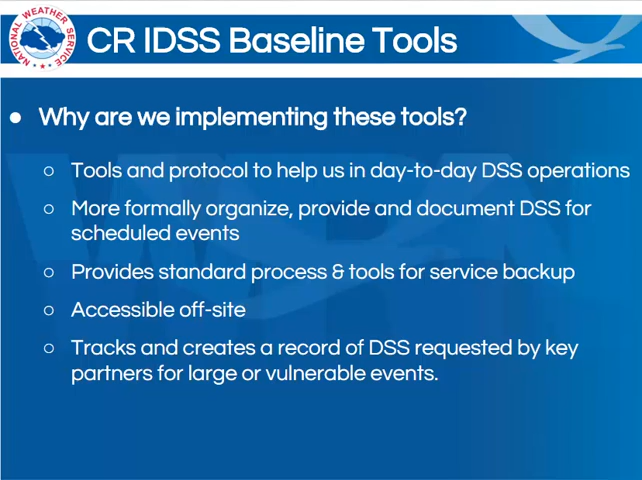 NATIONAL WEATHER SERVICE
CR IDSS Baseline Tools
● Why are we implementing these tools?
○ Tools and protocol to help us in day-to-day DSS operations
○ More formally organize, provide and document DSS for
scheduled events
○ Provides standard process & tools for service backup
○ Accessible off-site
○ Tracks and creates a record of DSS requested by key
partners for large or vulnerable events.